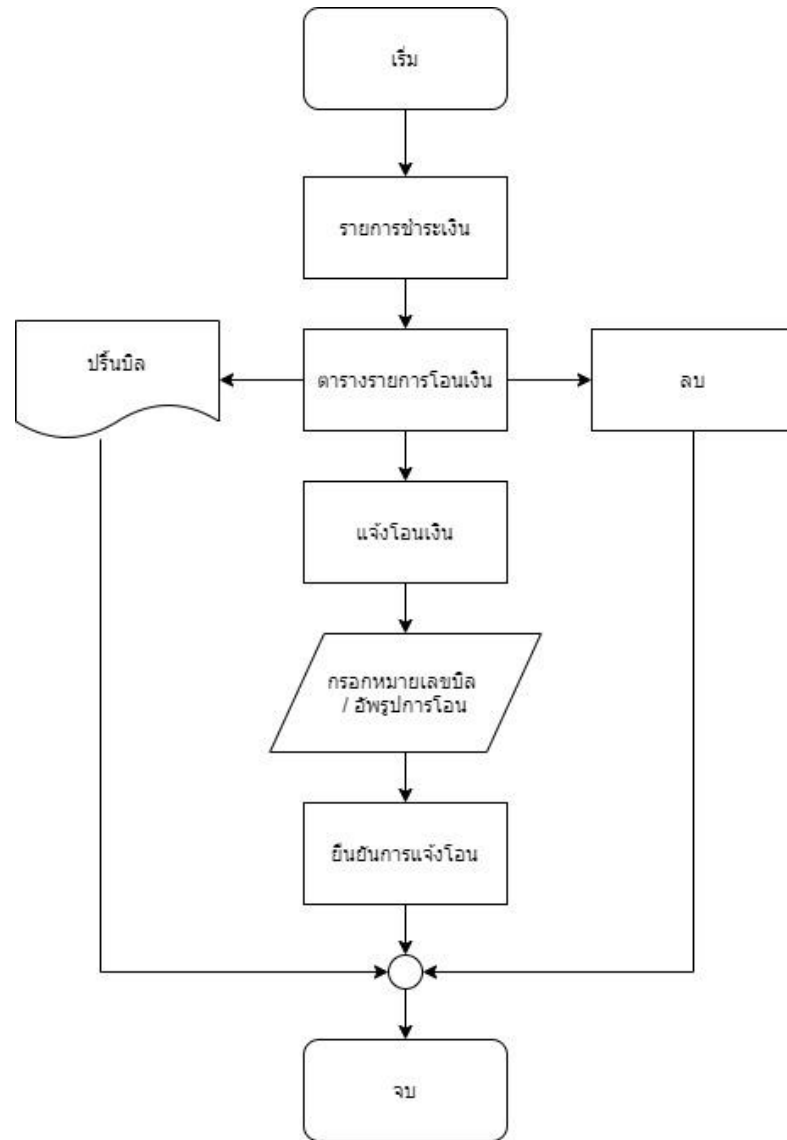 เริ่ม
รายการชำระเงิน
ปริ้นบิล
ตารางรายการโอนเงิน
ลบ
แจ้งโอนเงิน
กรอกหมายเลขบิล
/ อัพรูปการโอน
ยืนยันการแจ้งโอน
จบ